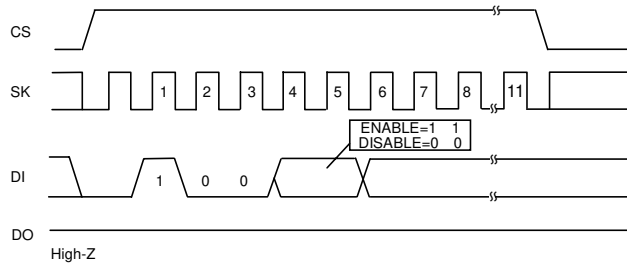 CS
SK
1 2 3 4 5 6 7 8 11
ENABLE=1 1
DISABLE=0 0
DI
1 0 0
DO
High-Z